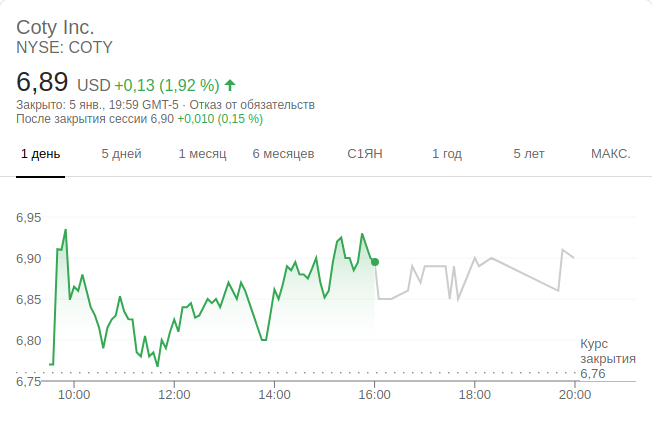 Coty Inc.
NYSE: COTY
6,89 USD +0,13 (1,92 %)
Закрыто: 5 янв., 19:59 GMT-5 · Отказ от обязательств
После закрытия сессии 6,90 +0,010 (0,15 %)
1 день 5 дней 1 месяц 6 месяцев С1ЯН 1 год 5 лет МАКС.
6,95
6,90
6,85
6,80
Курс
закрытия
6,76
6,75
10:00 12:00 14:00 16:00 18:00 20:00